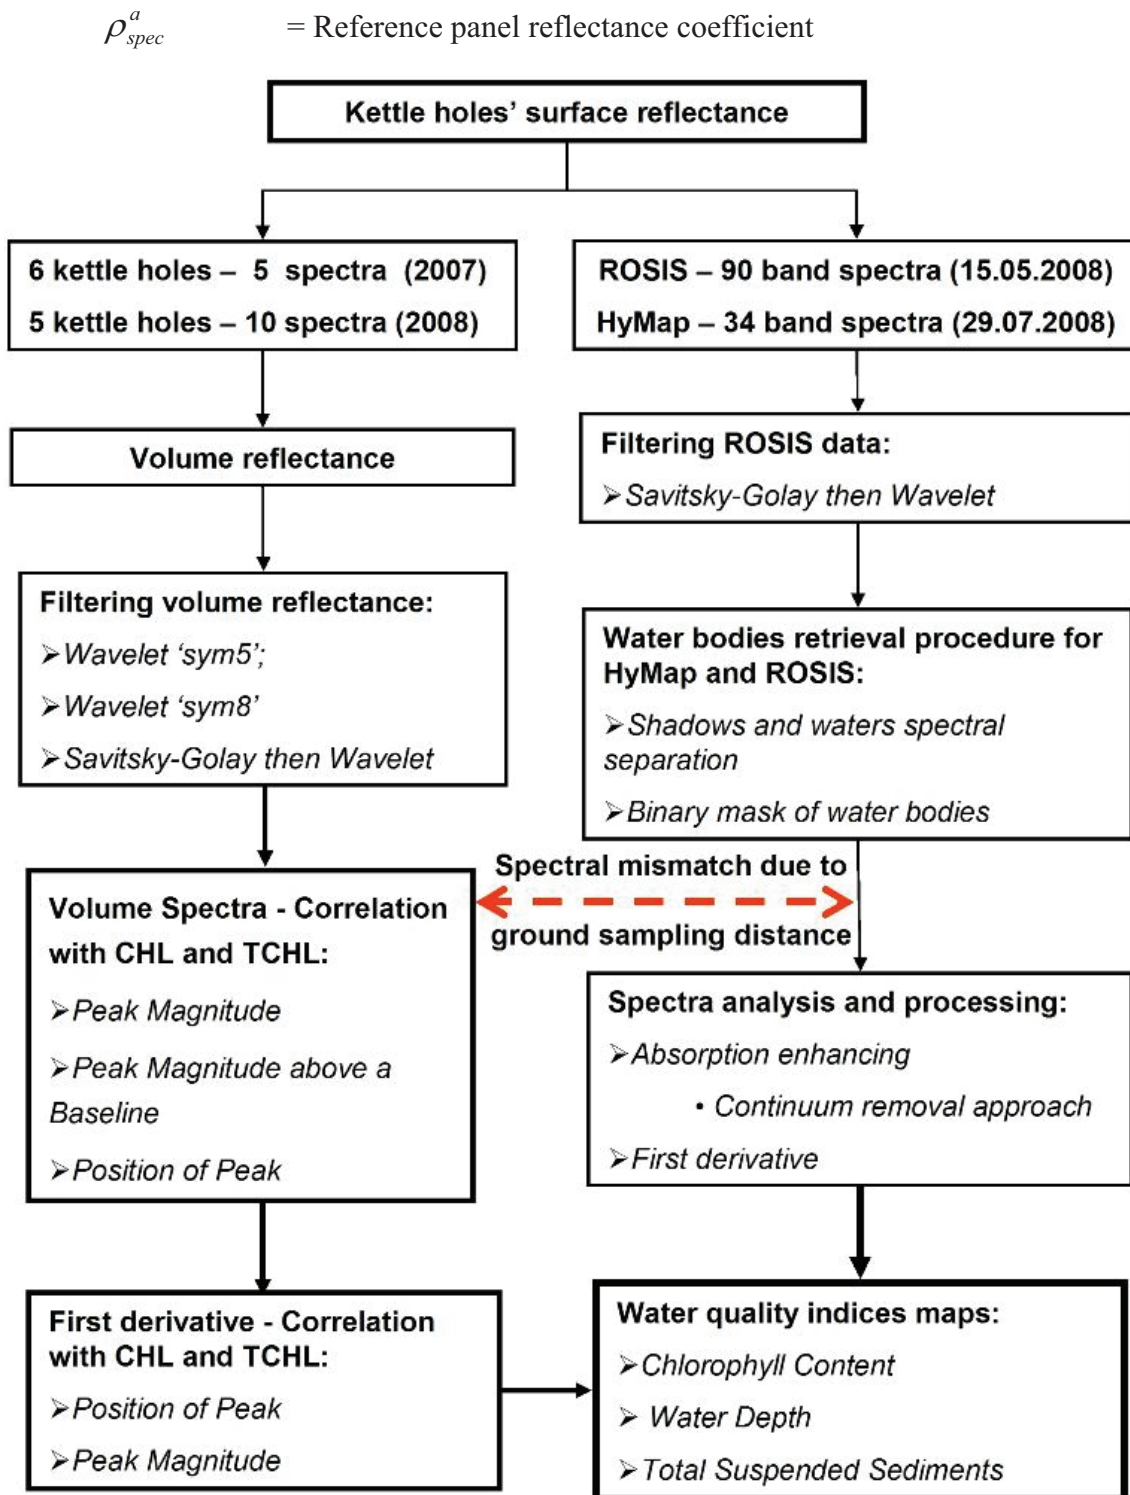 ρ^a_spec = Reference panel reflectance coefficient
Kettle holes’ surface reflectance
6 kettle holes – 5 spectra (2007)
5 kettle holes – 10 spectra (2008)
ROSIS – 90 band spectra (15.05.2008)
HyMap – 34 band spectra (29.07.2008)
Volume reflectance
Filtering ROSIS data:
➢Savitsky-Golay then Wavelet
Filtering volume reflectance:
➢Wavelet ‘sym5’;
➢Wavelet ‘sym8’
➢Savitsky-Golay then Wavelet
Water bodies retrieval procedure for
HyMap and ROSIS:
➢Shadows and waters spectral
separation
➢Binary mask of water bodies
Spectral mismatch due to
ground sampling distance
Volume Spectra - Correlation
with CHL and TCHL:
➢Peak Magnitude
➢Peak Magnitude above a
Baseline
➢Position of Peak
Spectra analysis and processing:
➢Absorption enhancing
• Continuum removal approach
➢First derivative
First derivative - Correlation
with CHL and TCHL:
➢Position of Peak
➢Peak Magnitude
Water quality indices maps:
➢Chlorophyll Content
➢ Water Depth
➢Total Suspended Sediments